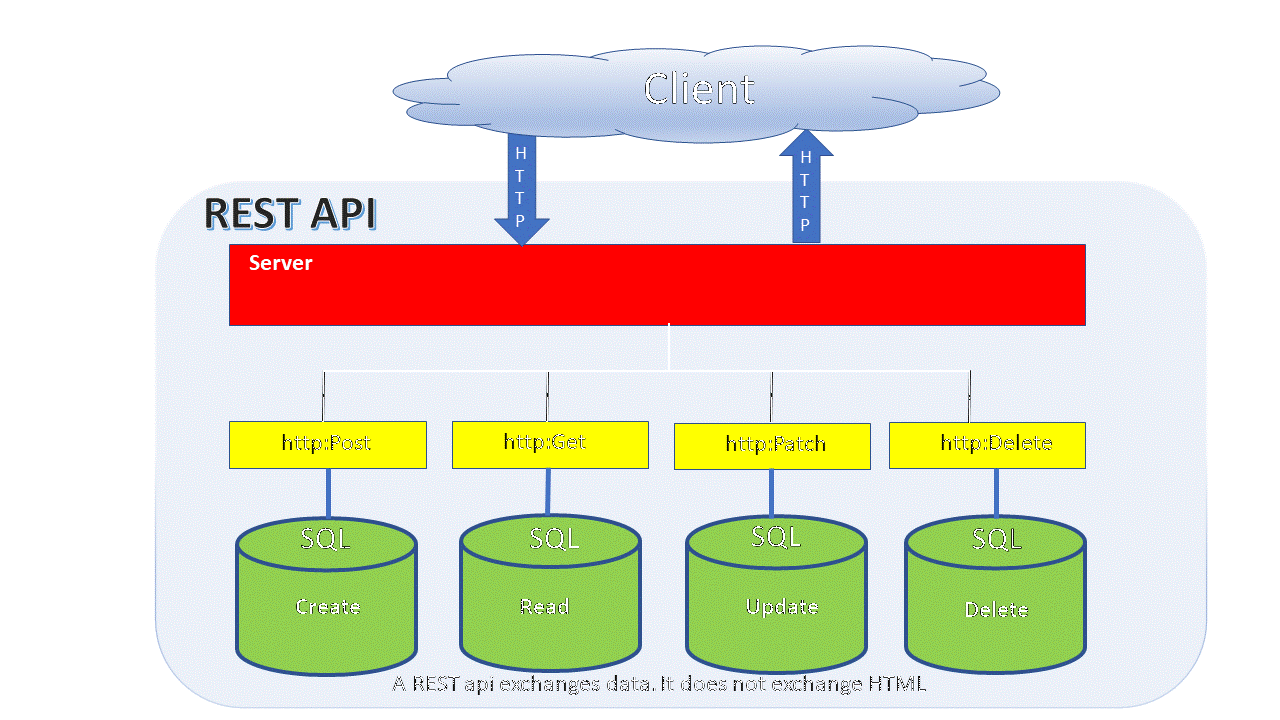 Client
HTTP
HTTP
REST API
Server
http:Post
http:Get
http:Patch
http:Delete
SQL
SQL
SQL
SQL
Create
Read
Update
Delete
A REST api exchanges data. It does not exchange HTML